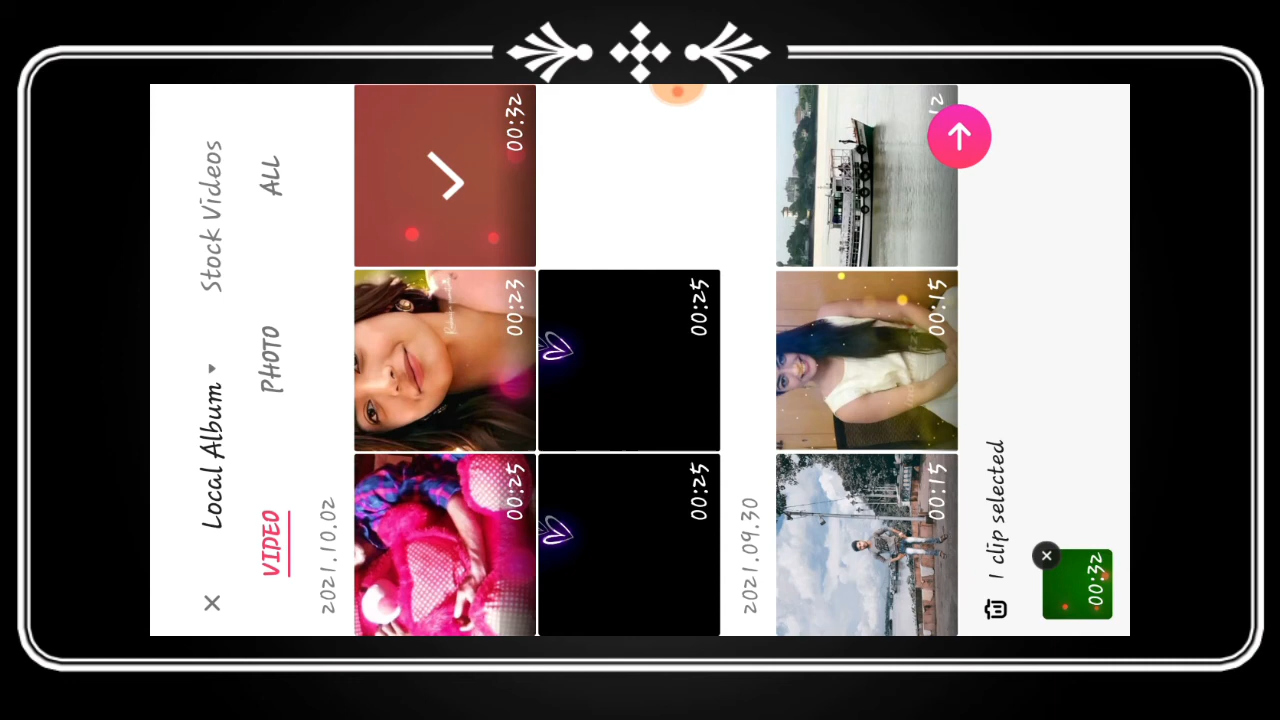 Local Album
Stock Videos
VIDEO
PHOTO
ALL
2021.10.02
00:25
00:23
00:32
00:25
00:25
2021.09.30
00:15
00:15
12
1 clip selected
00:32